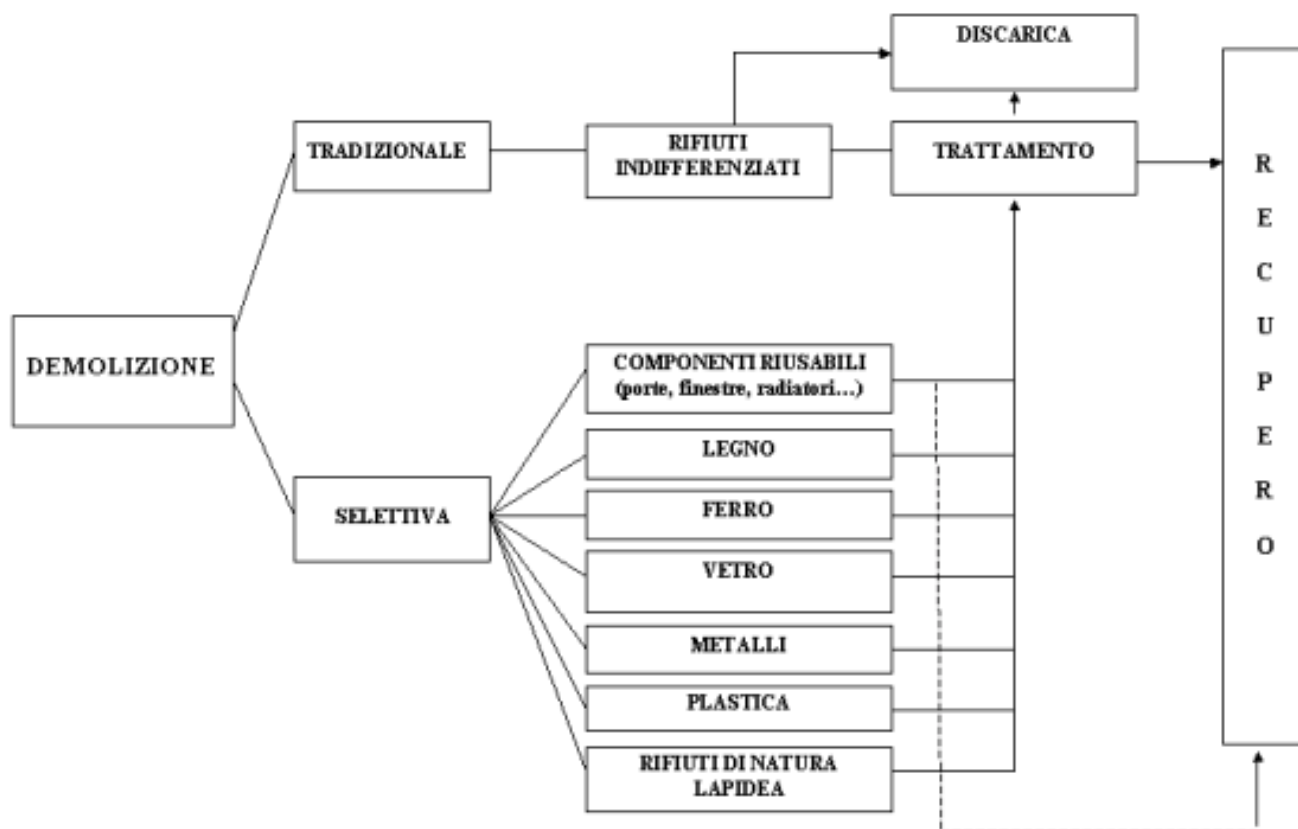 DISCARICA
TRADIZIONALE
RIFIUTI
INDIFFERENZIATI
TRATTAMENTO
RECUPERO
DEMOLIZIONE
COMPONENTI RIUSABILI
(porte, finestre, radiatori...)
LEGNO
SELETTIVA
FERRO
VETRO
METALLI
PLASTICA
RIFIUTI DI NATURA
LAPIDEA